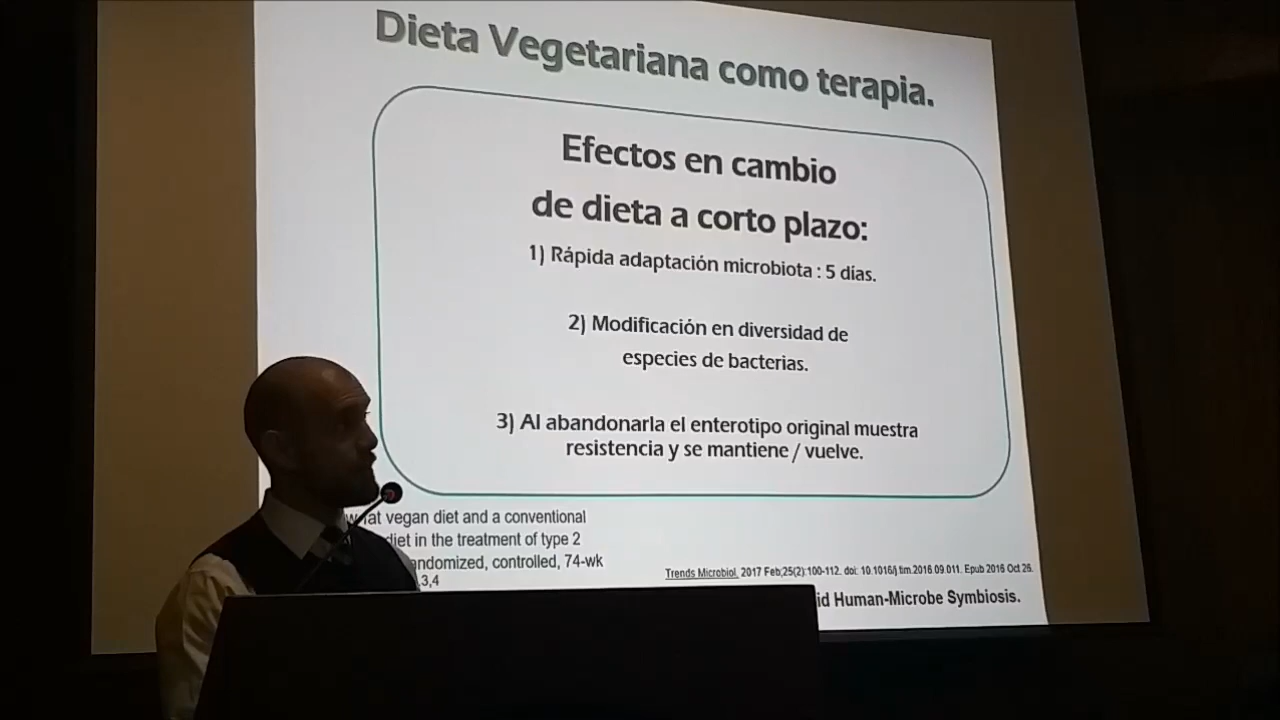 Dieta Vegetariana como terapia.
Efectos en cambio
de dieta a corto plazo:
1) Rápida adaptación microbiota : 5 días.
2) Modificación en diversidad de
especies de bacterias.
3) Al abandonarla el enterotipo original muestra
resistencia y se mantiene / vuelve.
vegan diet and a conventional
diet in the treatment of type 2
controlled, 74-wk
3,4
Trends Microbiol. 2017 Feb;25(2):100-112. doi: 10.1016/j.tim.2016.09.011. Epub 2016 Oct 26.
Human-Microbe Symbiosis.